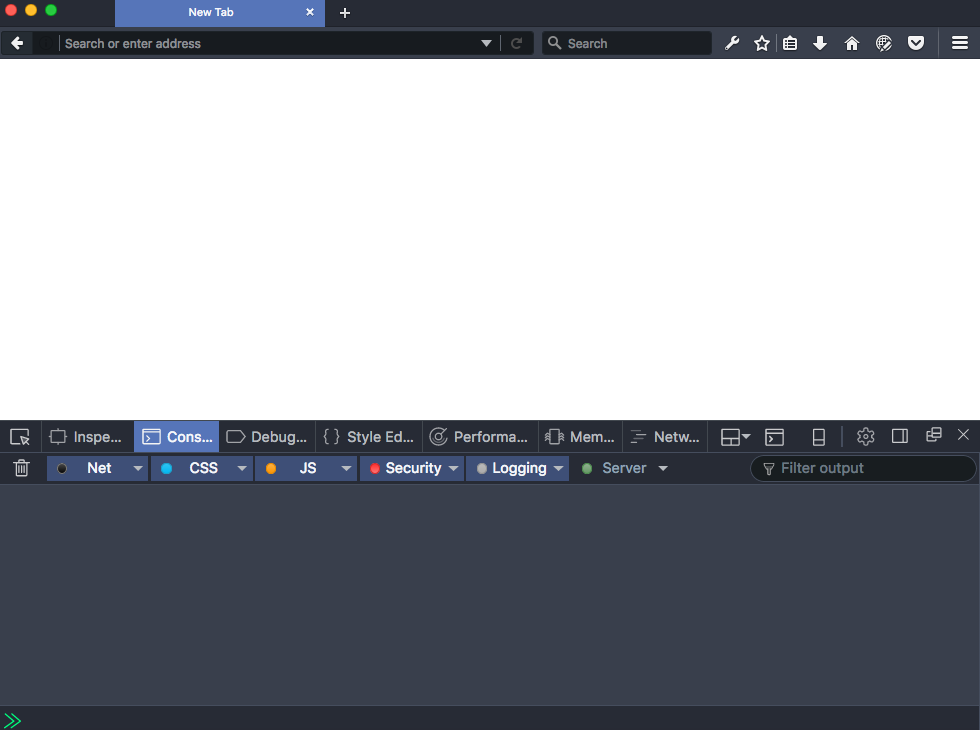 New Tab
Search or enter address
Search
Inspe... Cons... Debug... Style Ed... Performa... Mem... Netw...
Net CSS JS Security Logging Server Filter output